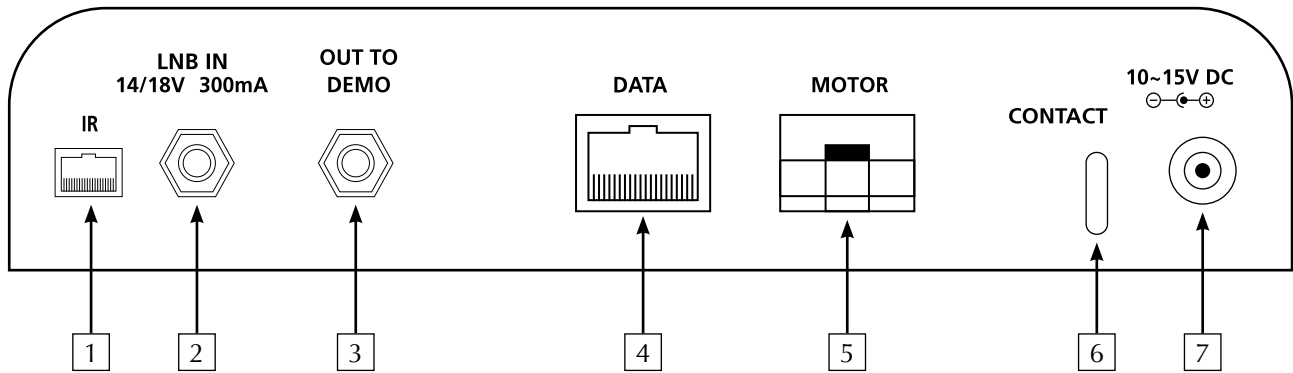 IR
LNB IN
14/18V 300mA
OUT TO
DEMO
DATA
MOTOR
CONTACT
10~15V DC
1
2
3
4
5
6
7